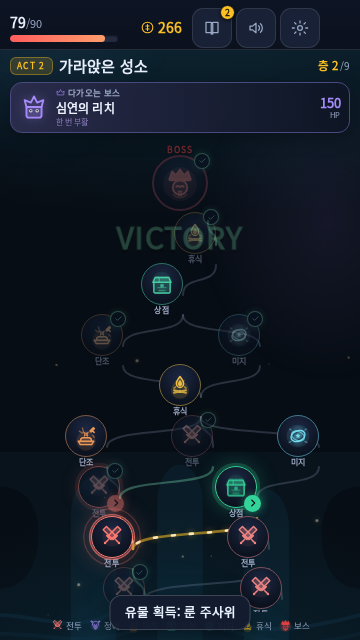 79/90
266
2
ACT 2
가라앉은 성소
층 2/9
다가오는 보스
심연의 리치
한 번 부활
150
HP
BOSS
VICTORY
휴식
상점
단조
미지
휴식
단조
전투
미지
전투
상점
전투
전투
유물 획득: 룬 주사위
전투
휴식
보스